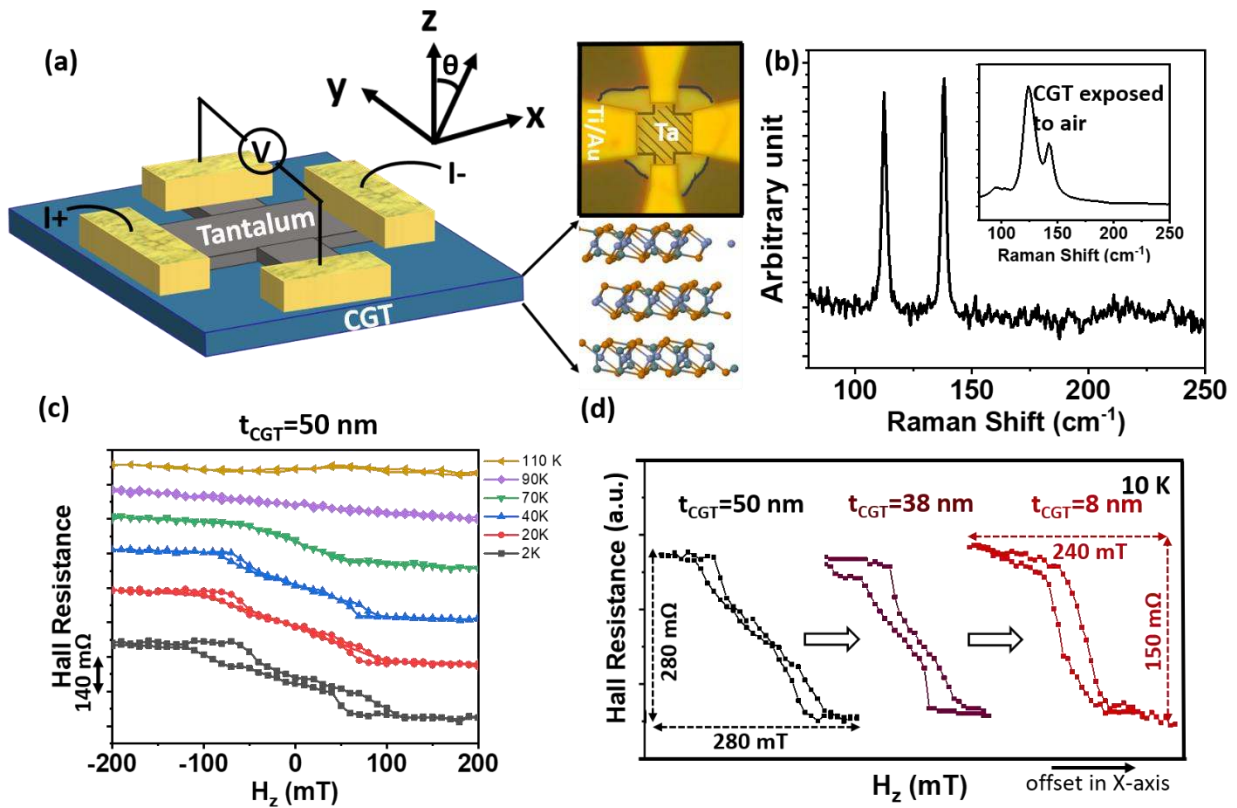 (a)
z
θ
y
x
V
I-
I+
Tantalum
CGT
Ti/Au
Ta
(b)
Arbitrary unit
CGT exposed
to air
100 150 200 250
Raman Shift (cm⁻¹)
100 150 200 250
Raman Shift (cm⁻¹)
(c)
t_CGT=50 nm
110 K
90K
70K
40K
20K
2K
Hall Resistance
140 mΩ
-200 -100 0 100 200
H_z (mT)
(d)
10 K
t_CGT=50 nm
t_CGT=38 nm
t_CGT=8 nm
240 mT
Hall Resistance (a.u.)
280 mΩ
150 mΩ
280 mT
H_z (mT)
offset in X-axis